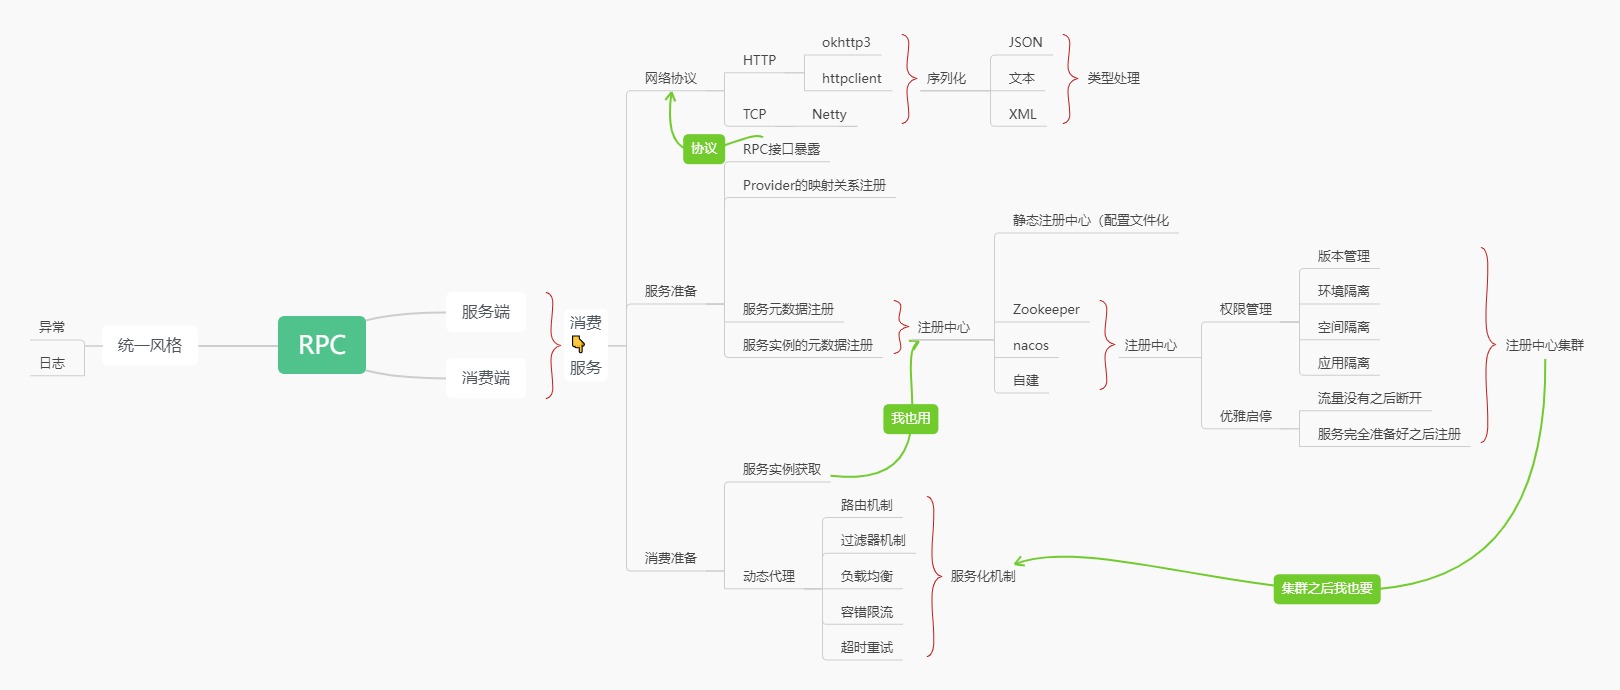 RPC
统一风格
异常
日志
服务端
消费端
消费
👇
服务
网络协议
HTTP
okhttp3
httpclient
TCP
Netty
序列化
JSON
文本
XML
类型处理
协议
服务准备
RPC接口暴露
Provider的映射关系注册
服务元数据注册
服务实例的元数据注册
注册中心
静态注册中心（配置文件化
Zookeeper
nacos
自建
注册中心
权限管理
版本管理
环境隔离
空间隔离
应用隔离
优雅启停
流量没有之后断开
服务完全准备好之后注册
注册中心集群
我也用
消费准备
服务实例获取
动态代理
路由机制
过滤器机制
负载均衡
容错限流
超时重试
服务化机制
集群之后我也要